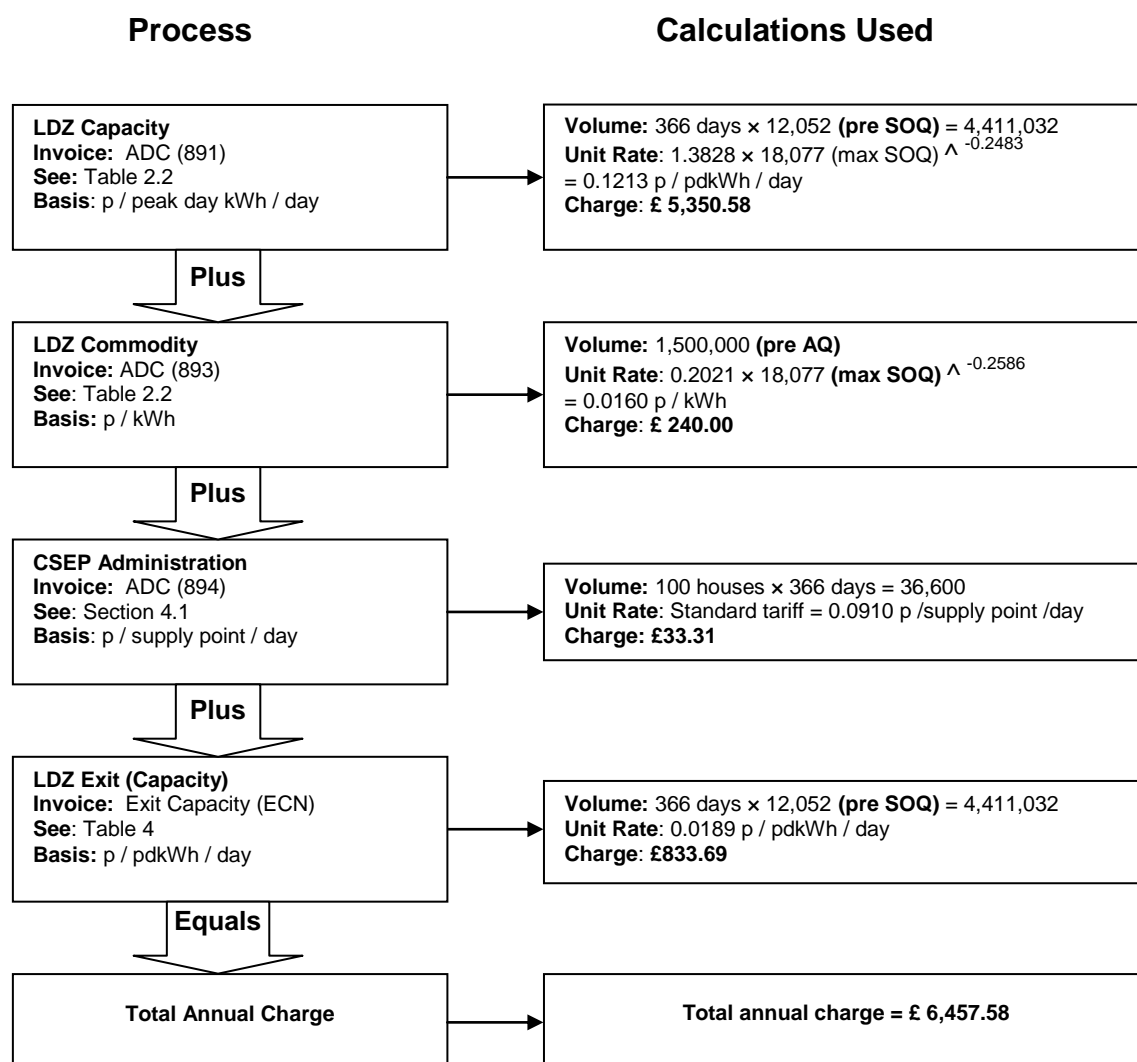 Process
Calculations Used
LDZ Capacity
Invoice: ADC (891)
See: Table 2.2
Basis: p / peak day kWh / day
Volume: 366 days × 12,052 (pre SOQ) = 4,411,032
Unit Rate: 1.3828 × 18,077 (max SOQ) ^ -0.2483
= 0.1213 p / pdkWh / day
Charge: £ 5,350.58
Plus
LDZ Commodity
Invoice: ADC (893)
See: Table 2.2
Basis: p / kWh
Volume: 1,500,000 (pre AQ)
Unit Rate: 0.2021 × 18,077 (max SOQ) ^ -0.2586
= 0.0160 p / kWh
Charge: £ 240.00
Plus
CSEP Administration
Invoice: ADC (894)
See: Section 4.1
Basis: p / supply point / day
Volume: 100 houses × 366 days = 36,600
Unit Rate: Standard tariff = 0.0910 p /supply point /day
Charge: £33.31
Plus
LDZ Exit (Capacity)
Invoice: Exit Capacity (ECN)
See: Table 4
Basis: p / pdkWh / day
Volume: 366 days × 12,052 (pre SOQ) = 4,411,032
Unit Rate: 0.0189 p / pdkWh / day
Charge: £833.69
Equals
Total Annual Charge
Total annual charge = £ 6,457.58